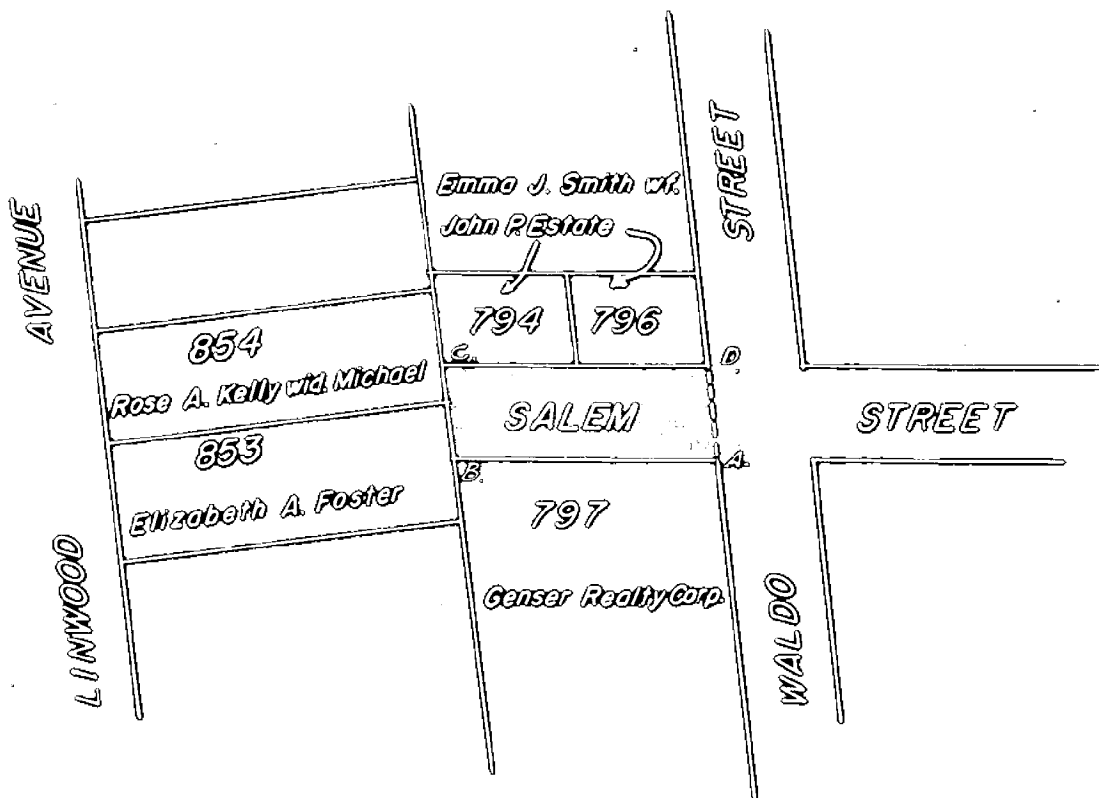 AVENUE
STREET
Emma J. Smith wf.
John P. Estate
794
796
C.
D.
854
Rose A. Kelly wid. Michael
SALEM
STREET
853
B.
A.
Elizabeth A. Foster
797
LINWOOD
Genser Realty Corp.
WALDO